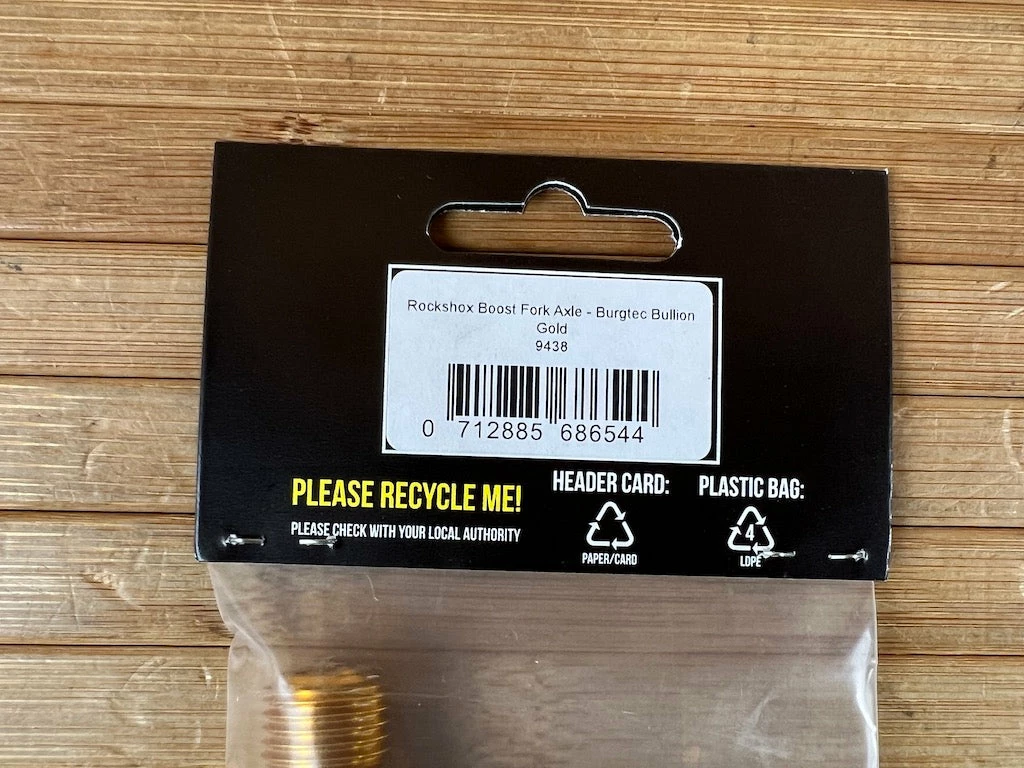 Rockshox Boost Fork Axle - Burgtec Bullion
Gold
9438
0 712885 686544
PLEASE RECYCLE ME!
PLEASE CHECK WITH YOUR LOCAL AUTHORITY
HEADER CARD:
PAPER/CARD
PLASTIC BAG:
4
LDPE